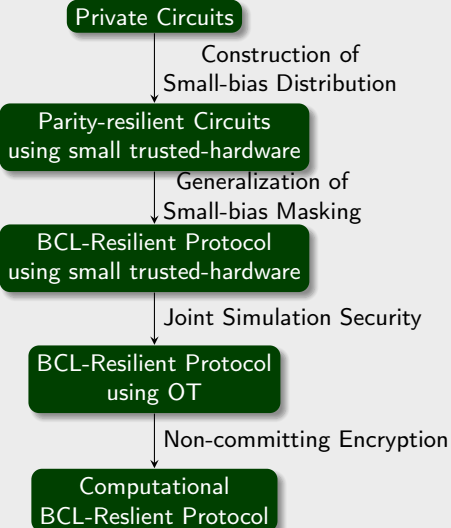 Private Circuits
Construction of
Small-bias Distribution
Parity-resilient Circuits
using small trusted-hardware
Generalization of
Small-bias Masking
BCL-Resilient Protocol
using small trusted-hardware
Joint Simulation Security
BCL-Resilient Protocol
using OT
Non-committing Encryption
Computational
BCL-Reslient Protocol